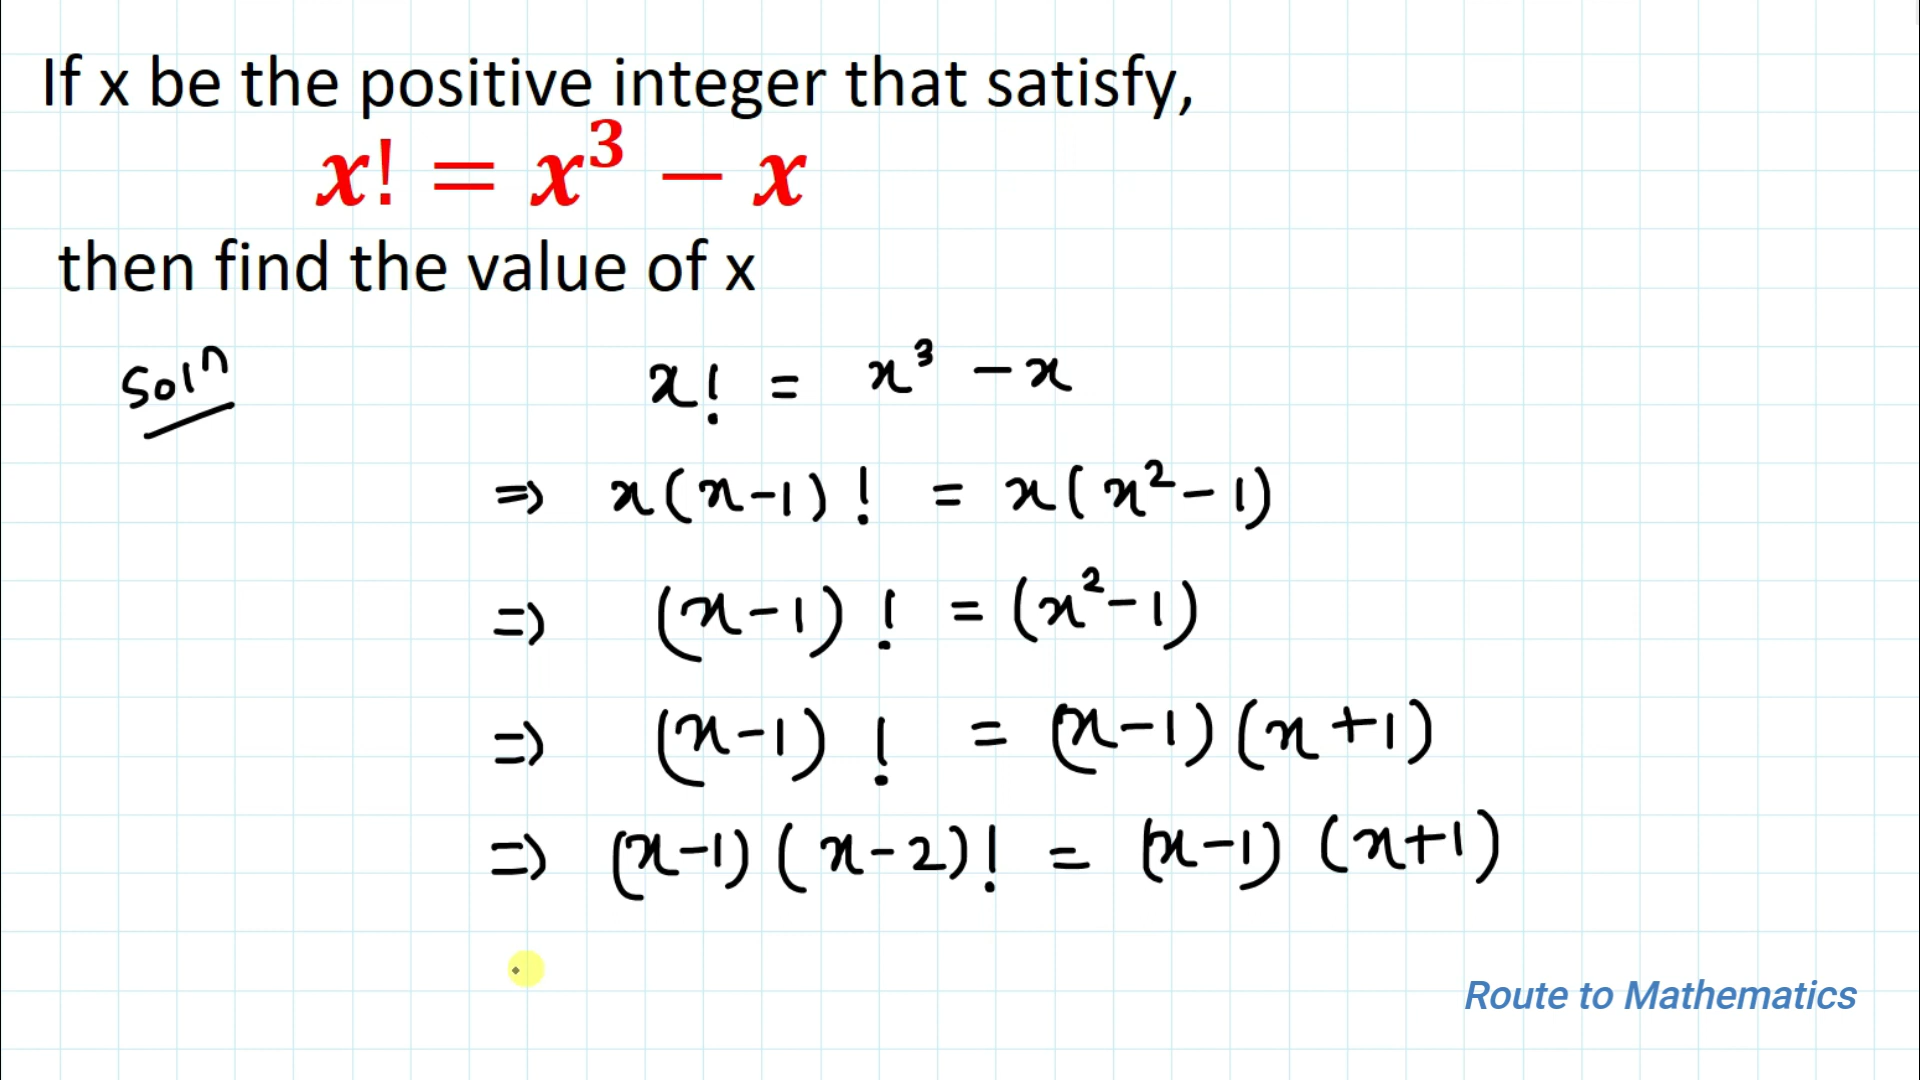 If x be the positive integer that satisfy,
x! = x³ − x
then find the value of x
Soln
x! = x³ − x
⇒ x(x−1)! = x(x²−1)
⇒ (x−1)! = (x²−1)
⇒ (x−1)! = (x−1)(x+1)
⇒ (x−1)(x−2)! = (x−1)(x+1)
Route to Mathematics